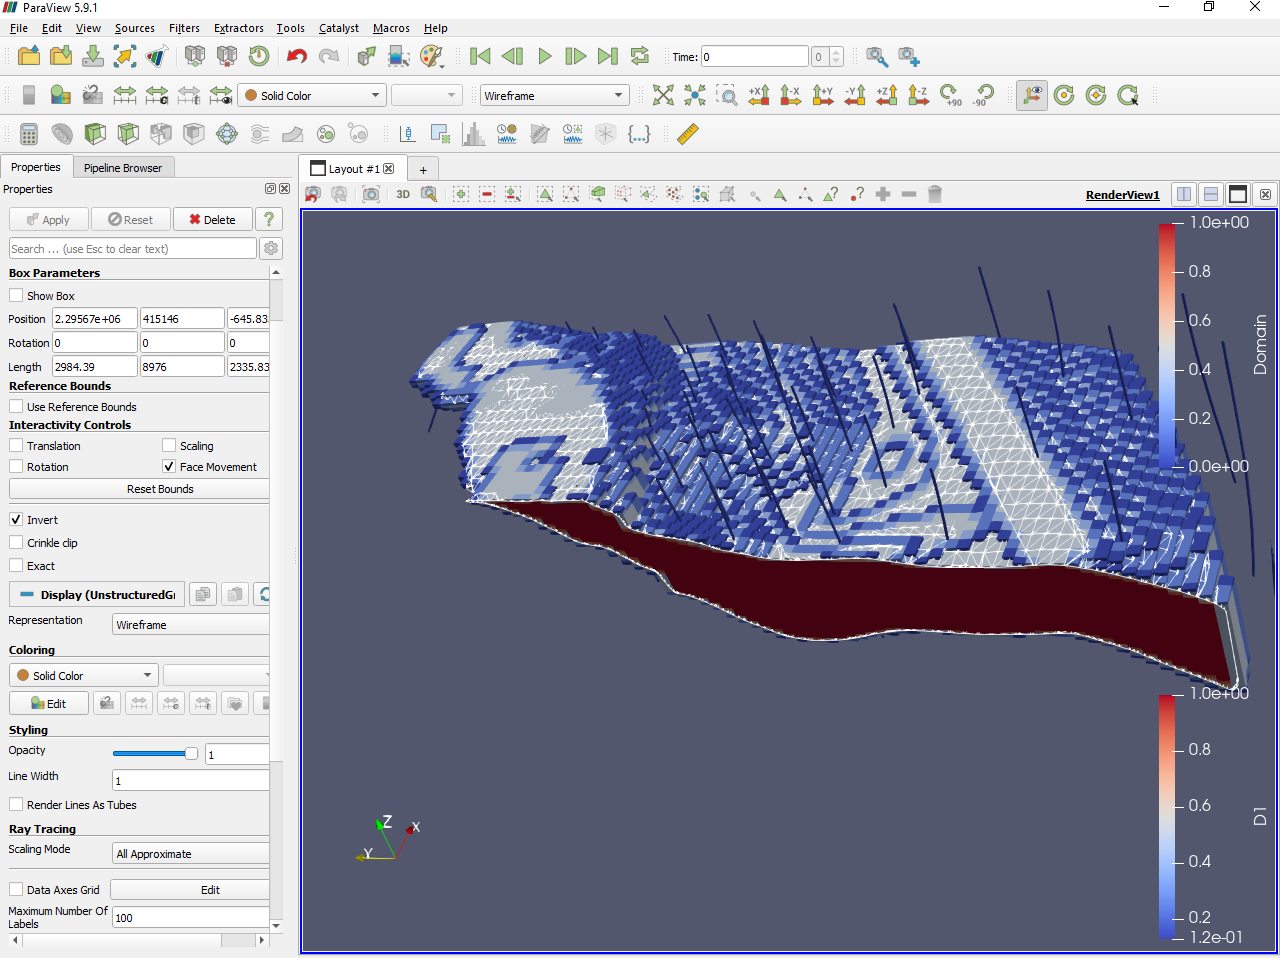 ParaView 5.9.1
File Edit View Sources Filters Extractors Tools Catalyst Macros Help
Time: 0 0
Solid Color Wireframe +X -X +Y -Y +Z -Z +90 -90
Properties Pipeline Browser
Layout #1 +
Properties
3D
RenderView1
Apply Reset Delete ?
Search ... (use Esc to clear text)
Box Parameters
Show Box
Position 2.29567e+06 415146 -645.83
Rotation 0 0 0
Length 2984.39 8976 2335.83
Reference Bounds
Use Reference Bounds
Interactivity Controls
Translation Scaling
Rotation Face Movement
Reset Bounds
Invert
Crinkle clip
Exact
Display (UnstructuredGr
Representation Wireframe
Coloring
Solid Color
Edit
Styling
Opacity 1
Line Width 1
Render Lines As Tubes
Ray Tracing
Scaling Mode All Approximate
Data Axes Grid Edit
Maximum Number Of Labels 100
1.0e+00
0.8
0.6
0.4
0.2
0.0e+00
Domain
1.0e+00
0.8
0.6
0.4
0.2
1.2e-01
D1
Z
X
Y